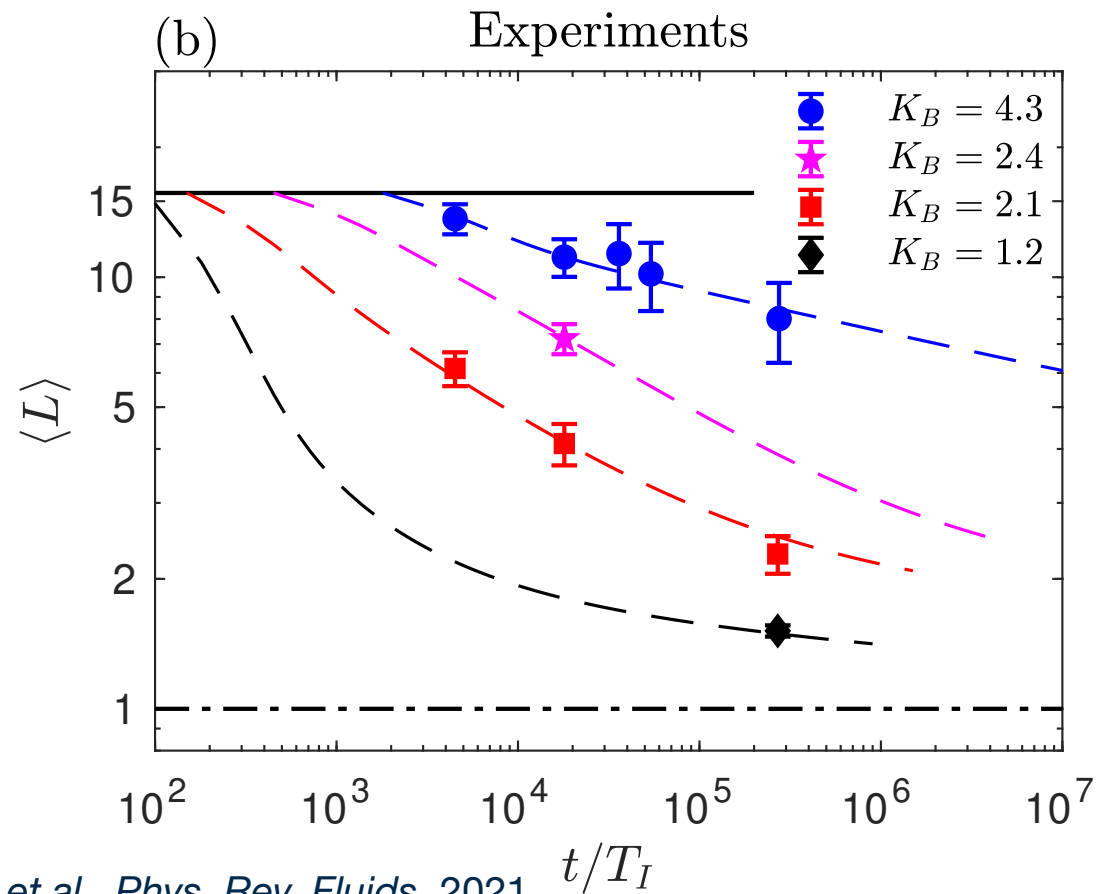 (b) Experiments
K_B = 4.3
K_B = 2.4
K_B = 2.1
K_B = 1.2
15
10
5
2
1
⟨L⟩
10^2 10^3 10^4 10^5 10^6 10^7
t/T_I
et al., Phys. Rev. Fluids, 2021